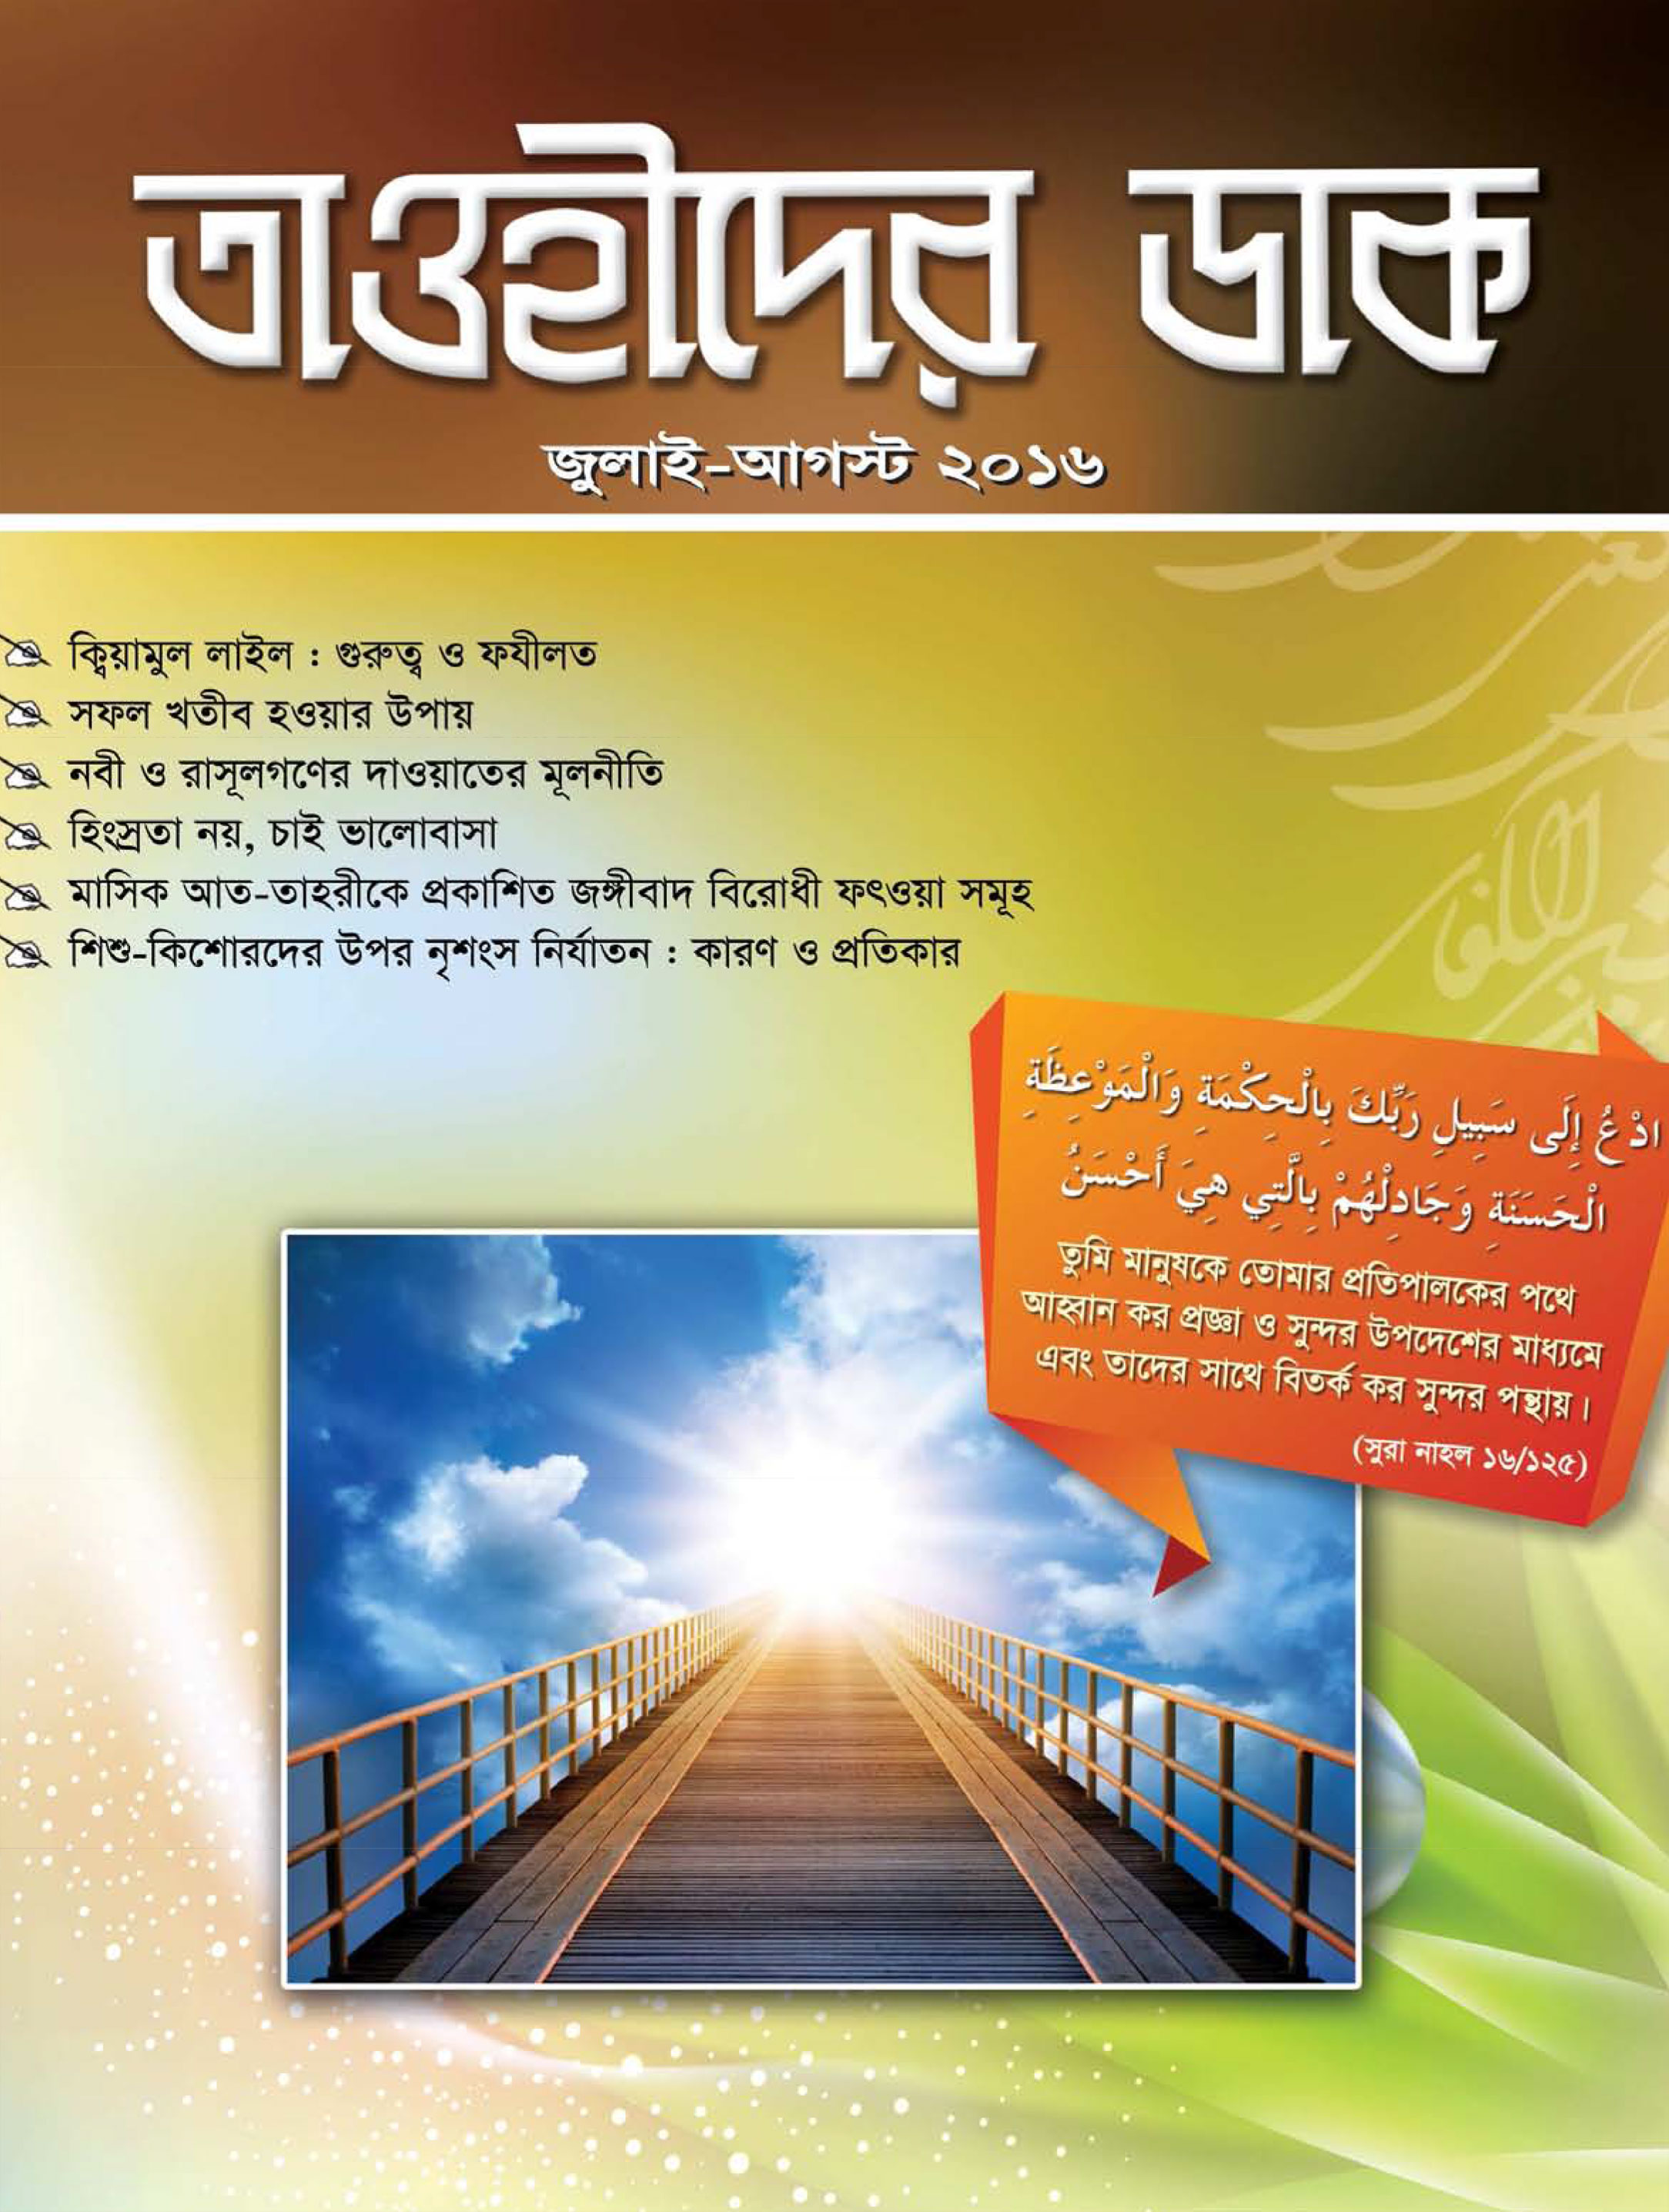 তাওহীদের ডাক
জুলাই-আগস্ট ২০১৬
ক্বিয়ামুল লাইল : গুরুত্ব ও ফযীলত
সফল খতীব হওয়ার উপায়
নবী ও রাসূলগণের দাওয়াতের মূলনীতি
হিংস্রতা নয়, চাই ভালোবাসা
মাসিক আত-তাহরীকে প্রকাশিত জঙ্গীবাদ বিরোধী ফৎওয়া সমূহ
শিশু-কিশোরদের উপর নৃশংস নির্যাতন : কারণ ও প্রতিকার
ادْعُ إِلَى سَبِيلِ رَبِّكَ بِالْحِكْمَةِ وَالْمَوْعِظَةِ
الْحَسَنَةِ وَجَادِلْهُمْ بِالَّتِي هِيَ أَحْسَنُ
তুমি মানুষকে তোমার প্রতিপালকের পথে
আহ্বান কর প্রজ্ঞা ও সুন্দর উপদেশের মাধ্যমে
এবং তাদের সাথে বিতর্ক কর সুন্দর পন্থায়।
(সুরা নাহল ১৬/১২৫)